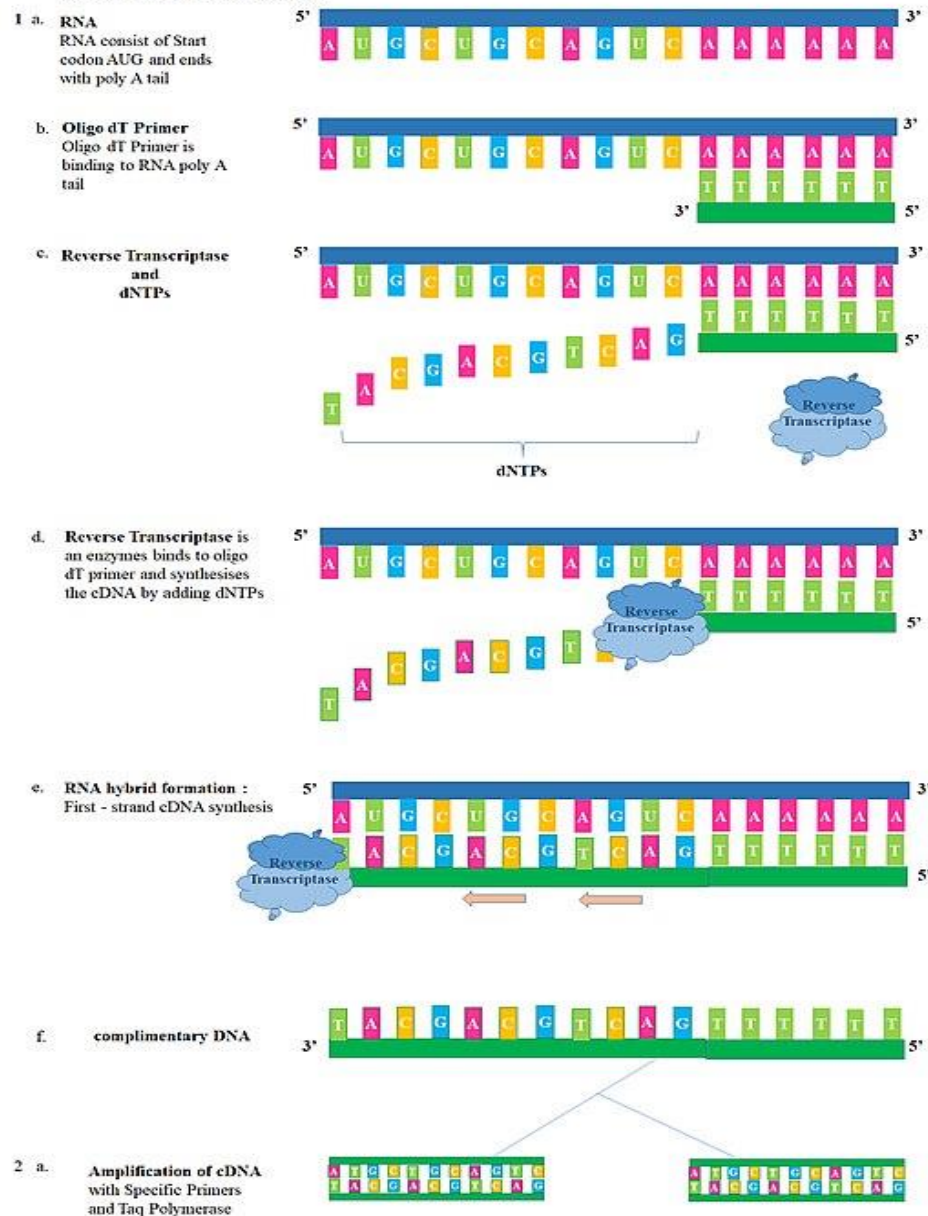 1 a. RNA
RNA consist of Start
codon AUG and ends
with poly A tail
5’ 3’
A U G C U G C A G U C A A A A A A
b. Oligo dT Primer
Oligo dT Primer is
binding to RNA poly A
tail
5’ 3’
A U G C U G C A G U C A A A A A A
T T T T T T
3’ 5’
c. Reverse Transcriptase
and
dNTPs
5’ 3’
A U G C U G C A G U C A A A A A A
T T T T T T
5’
T A C G A C G T C A G
Reverse
Transcriptase
dNTPs
d. Reverse Transcriptase is
an enzymes binds to oligo
dT primer and synthesises
the cDNA by adding dNTPs
5’ 3’
A U G C U G C A G U C A A A A A A
T T T T T T
5’
Reverse
Transcriptase
T A C G A C G T
e. RNA hybrid formation :
First - strand cDNA synthesis
5’ 3’
A U G C U G C A G U C A A A A A A
A C G A C G T C A G T T T T T T
5’
Reverse
Transcriptase
f. complimentary DNA
T A C G A C G T C A G T T T T T T
3’ 5’
2 a. Amplification of cDNA
with Specific Primers
and Taq Polymerase
A T G C T G C A G T C
T A C G A C G T C A G
A T G C T G C A G T C
T A C G A C G T C A G